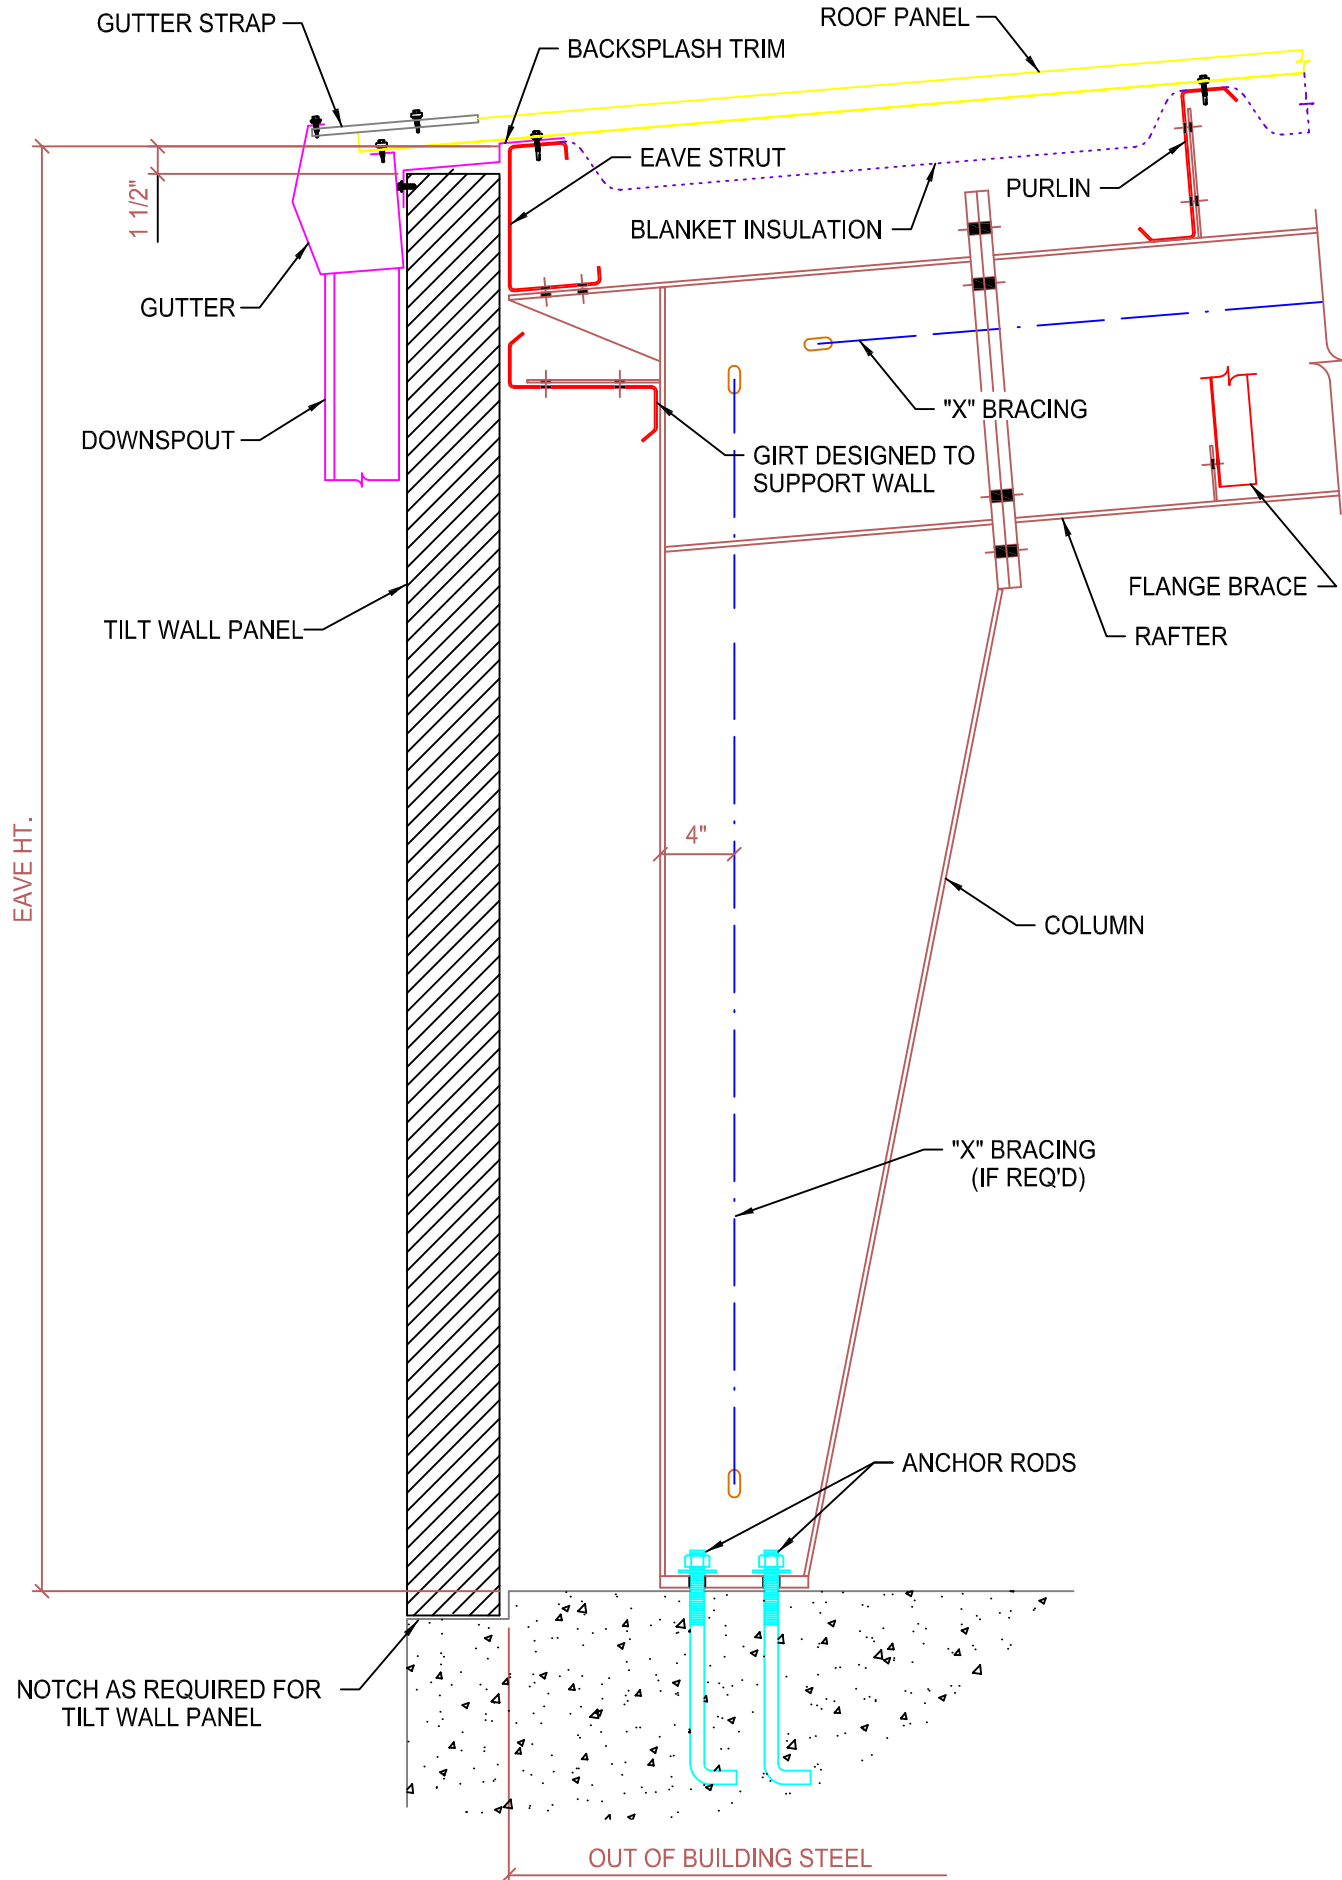 GUTTER STRAP
ROOF PANEL
BACKSPLASH TRIM
EAVE STRUT
PURLIN
1 1/2"
BLANKET INSULATION
GUTTER
"X" BRACING
DOWNSPOUT
GIRT DESIGNED TO
SUPPORT WALL
FLANGE BRACE
TILT WALL PANEL
RAFTER
4"
EAVE HT.
COLUMN
"X" BRACING
(IF REQ'D)
ANCHOR RODS
NOTCH AS REQUIRED FOR
TILT WALL PANEL
OUT OF BUILDING STEEL